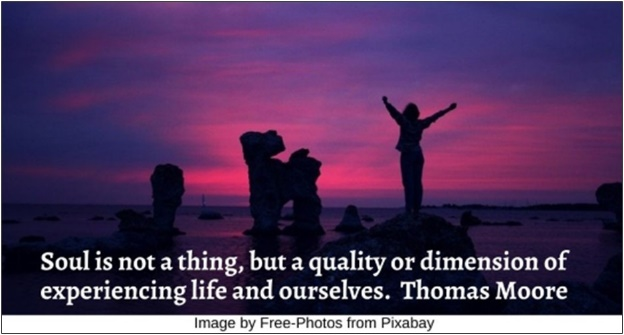 Soul is not a thing, but a quality or dimension of
experiencing life and ourselves.  Thomas Moore
Image by Free-Photos from Pixabay